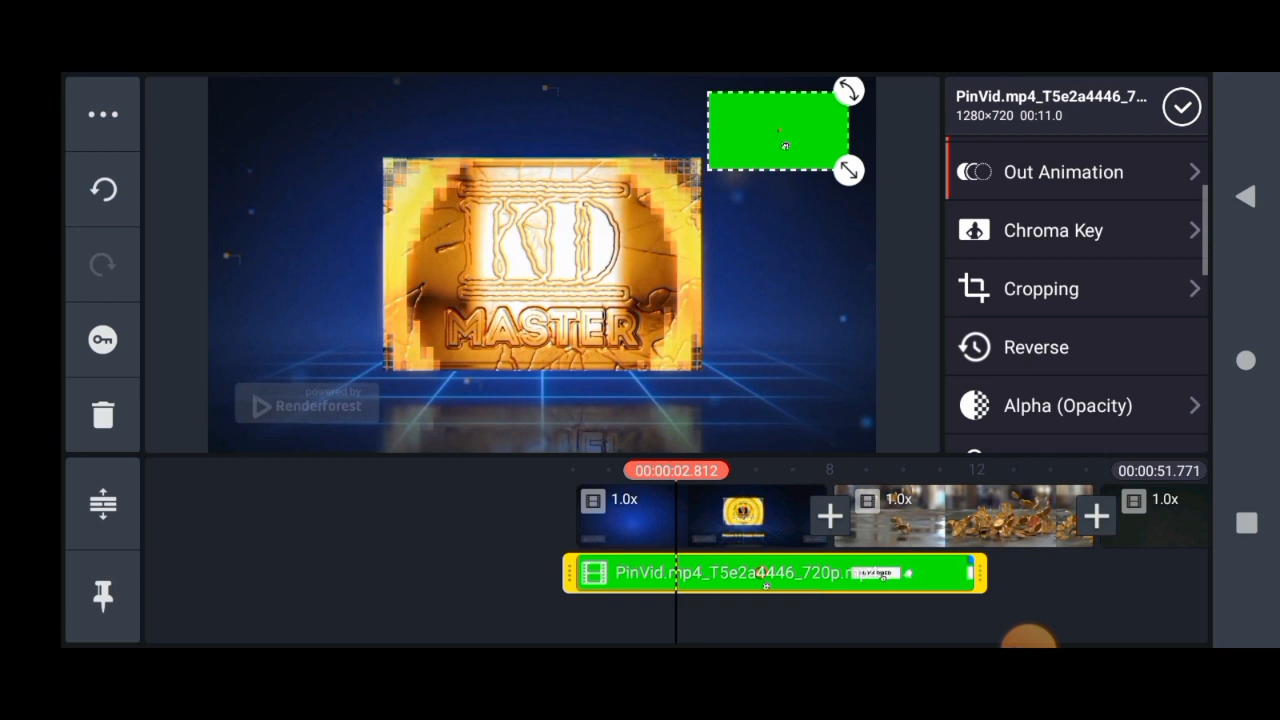 PinVid.mp4_T5e2a4446_7...
1280×720 00:11.0
Out Animation
Chroma Key
Cropping
Reverse
Alpha (Opacity)
KD
MASTER
powered by
Renderforest
00:00:02.812
8
12
00:00:51.771
1.0x
1.0x
1.0x
PinVid.mp4_T5e2a4446_720p.mp4